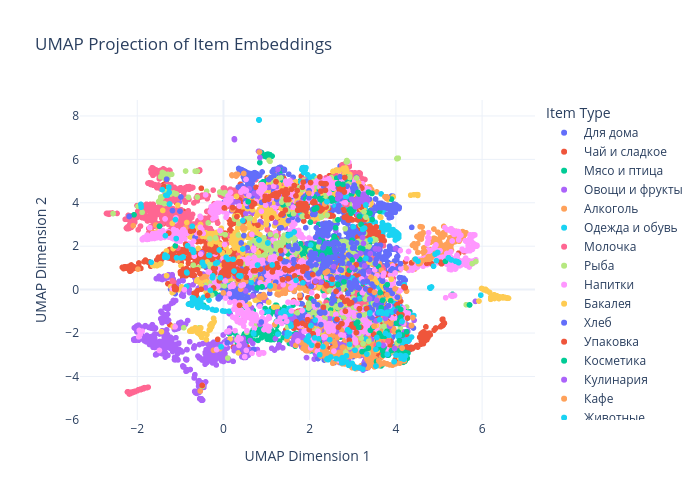 UMAP Projection of Item Embeddings
Item Type
Для дома
Чай и сладкое
Мясо и птица
Овощи и фрукты
Алкоголь
Одежда и обувь
Молочка
Рыба
Напитки
Бакалея
Хлеб
Упаковка
Косметика
Кулинария
Кафе
Животные
UMAP Dimension 2
8
6
4
2
0
−2
−4
−6
−2
0
2
4
6
UMAP Dimension 1